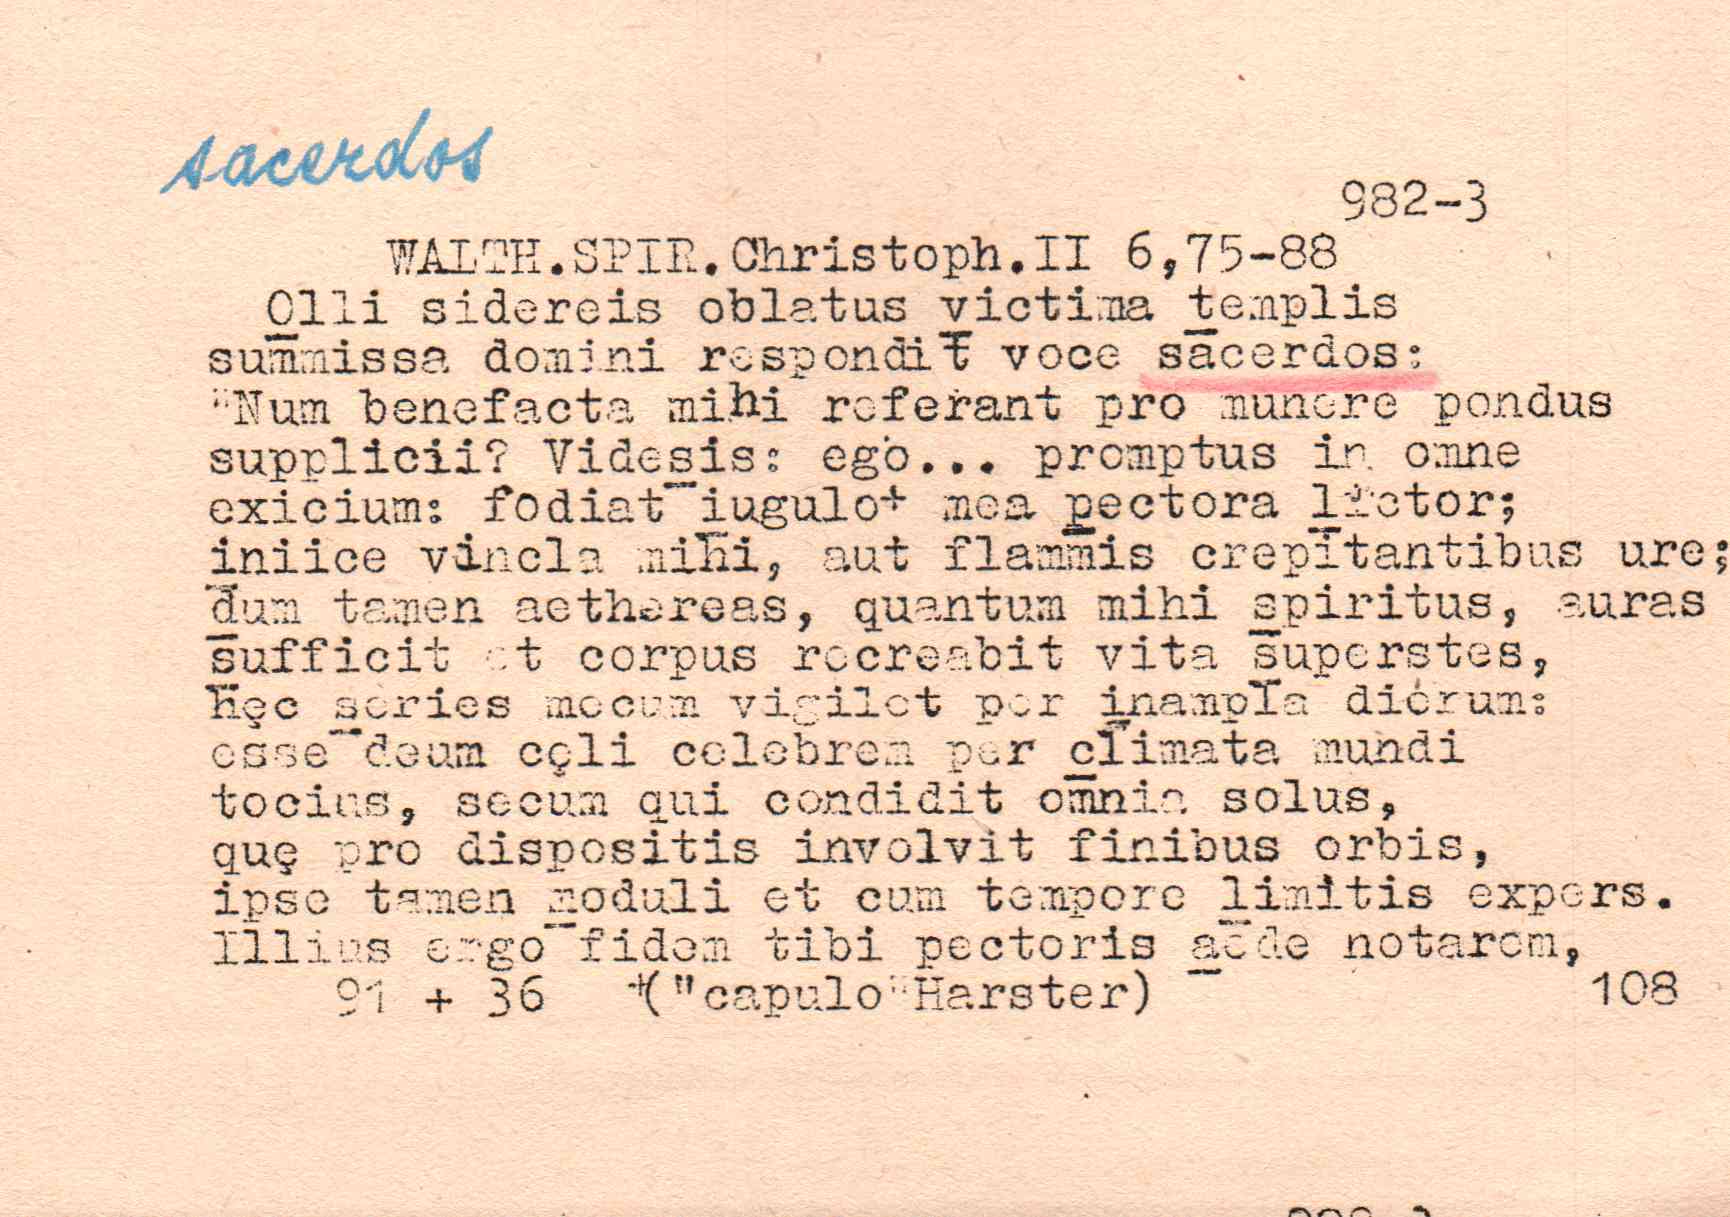 sacerdos
982-3
WALTH.SPIR.Christoph.II 6,75-88
Olli sidereis oblatus victima templis
summissa domini respondit voce sacerdos:
"Num benefacta mihi referant pro munere pondus
supplicii? Videsis: ego... promptus in omne
exicium: fodiat iugulo+ mea pectora lictor;
iniice vincla mihi, aut flammis crepitantibus ure;
dum tamen aethereas, quantum mihi spiritus, auras
sufficit et corpus recreabit vita superstes,
hęc series mecum vigilet per inampla dierum:
esse deum cęli celebrem per climata mundi
tocius, secum qui condidit omnia solus,
quę pro dispositis involvit finibus orbis,
ipse tamen moduli et cum tempore limitis expers.
Illius ergo fidem tibi pectoris aede notarem,
91 + 36 +("capulo"Harster) 108